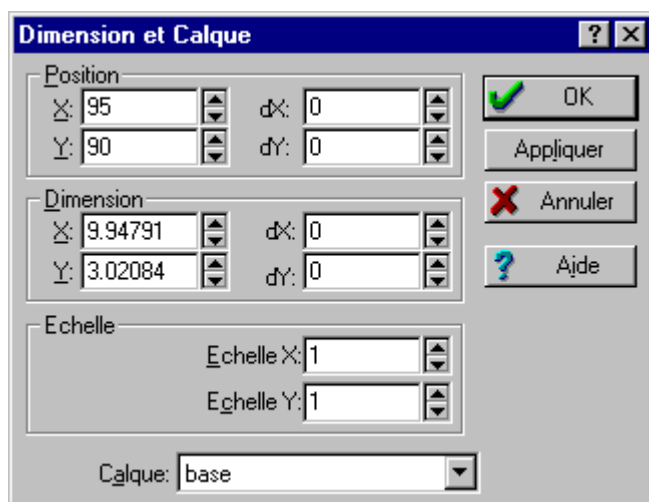 Dimension et Calque
Position
X: 95 dX: 0
Y: 90 dY: 0
OK
Appliquer
Annuler
Aide
Dimension
X: 9.94791 dX: 0
Y: 3.02084 dY: 0
Echelle
Echelle X: 1
Echelle Y: 1
Calque: base